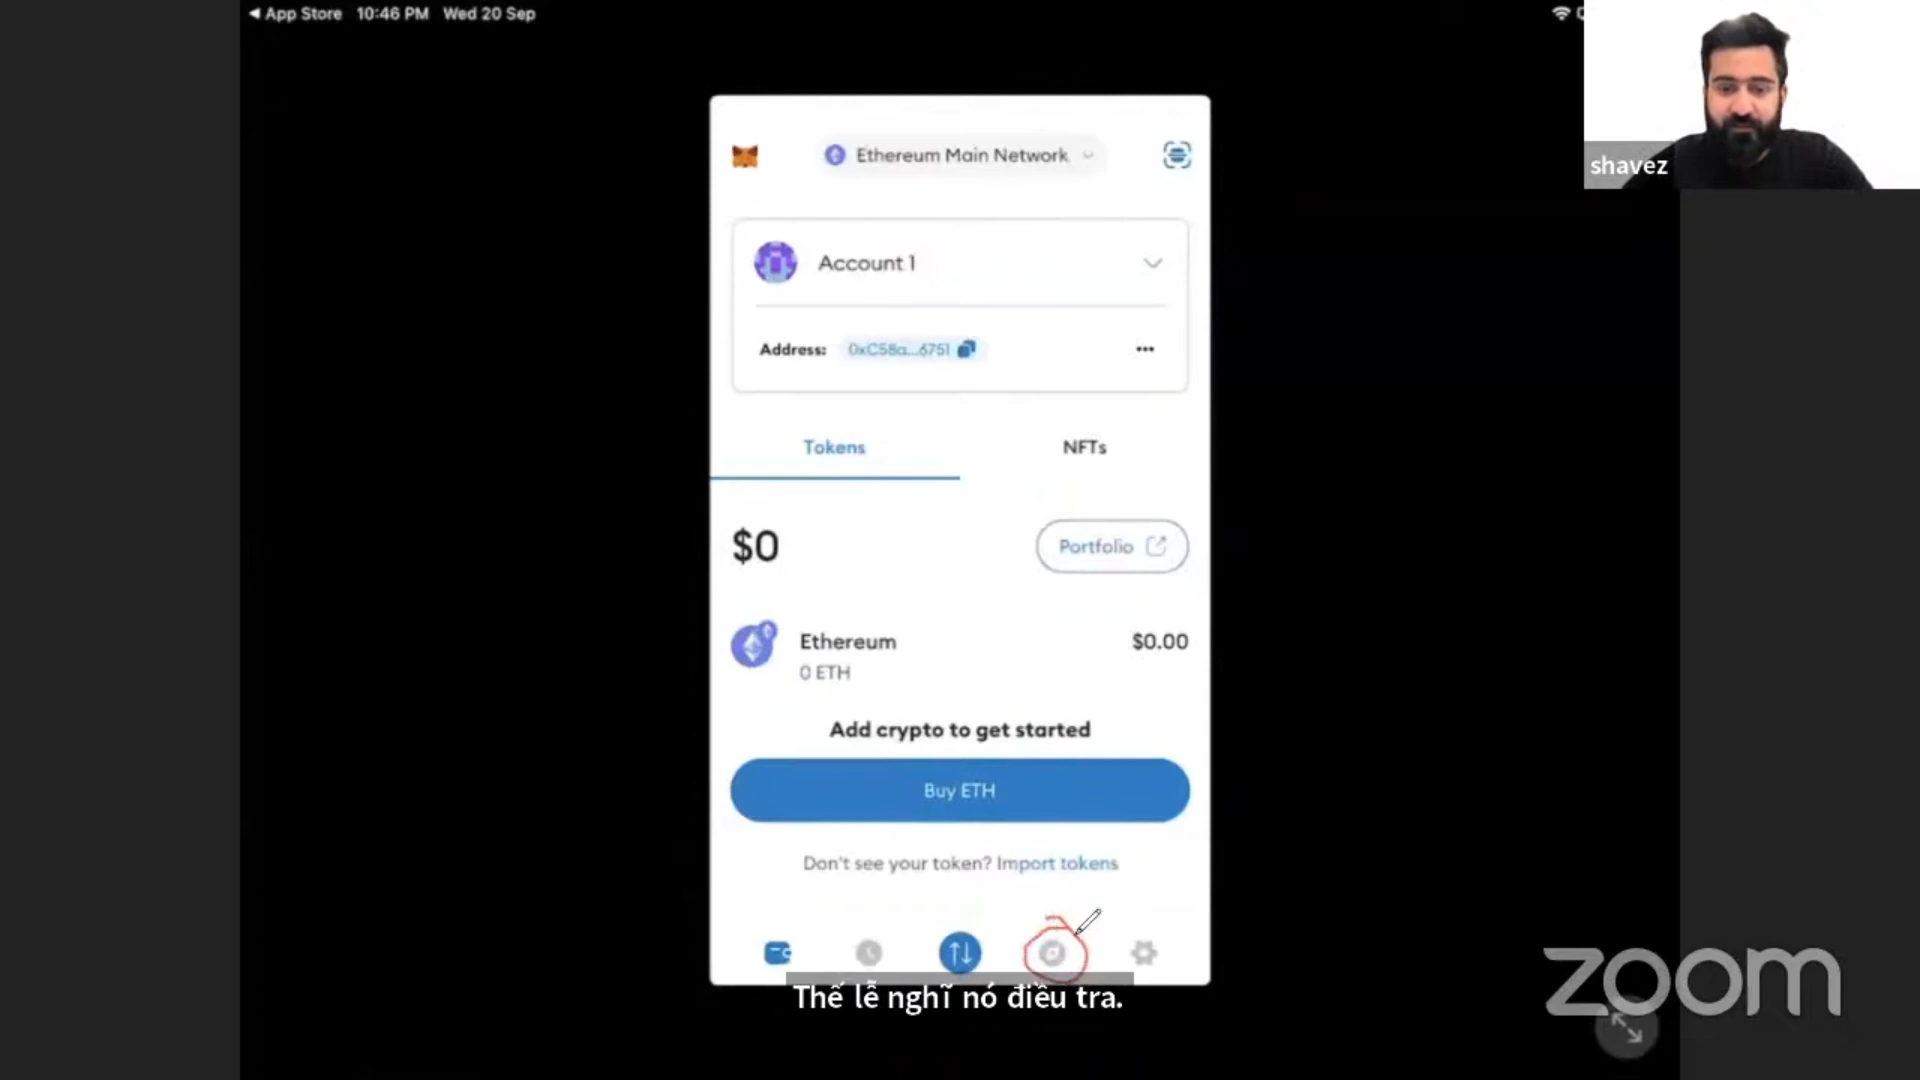 App Store 10:46 PM Wed 20 Sep
shavez
Ethereum Main Network
Account 1
Address: 0xC58a...6751
Tokens NFTs
$0 Portfolio
Ethereum $0.00
0 ETH
Add crypto to get started
Buy ETH
Don't see your token? Import tokens
Thế lễ nghĩ nó điều tra.
zoom